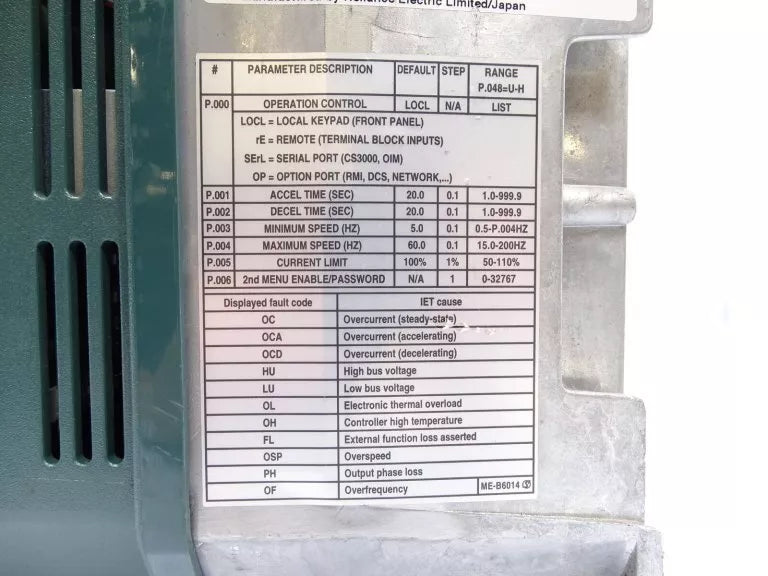 Manufactured by Reliance Electric Limited/Japan
# PARAMETER DESCRIPTION DEFAULT STEP RANGE
P.048=U-H
P.000 OPERATION CONTROL LOCL N/A LIST
LOCL = LOCAL KEYPAD (FRONT PANEL)
rE = REMOTE (TERMINAL BLOCK INPUTS)
SErL = SERIAL PORT (CS3000, OIM)
OP = OPTION PORT (RMI, DCS, NETWORK,...)
P.001 ACCEL TIME (SEC) 20.0 0.1 1.0-999.9
P.002 DECEL TIME (SEC) 20.0 0.1 1.0-999.9
P.003 MINIMUM SPEED (HZ) 5.0 0.1 0.5-P.004HZ
P.004 MAXIMUM SPEED (HZ) 60.0 0.1 15.0-200HZ
P.005 CURRENT LIMIT 100% 1% 50-110%
P.006 2nd MENU ENABLE/PASSWORD N/A 1 0-32767
Displayed fault code IET cause
OC Overcurrent (steady-state)
OCA Overcurrent (accelerating)
OCD Overcurrent (decelerating)
HU High bus voltage
LU Low bus voltage
OL Electronic thermal overload
OH Controller high temperature
FL External function loss asserted
OSP Overspeed
PH Output phase loss
OF Overfrequency ME-B6014